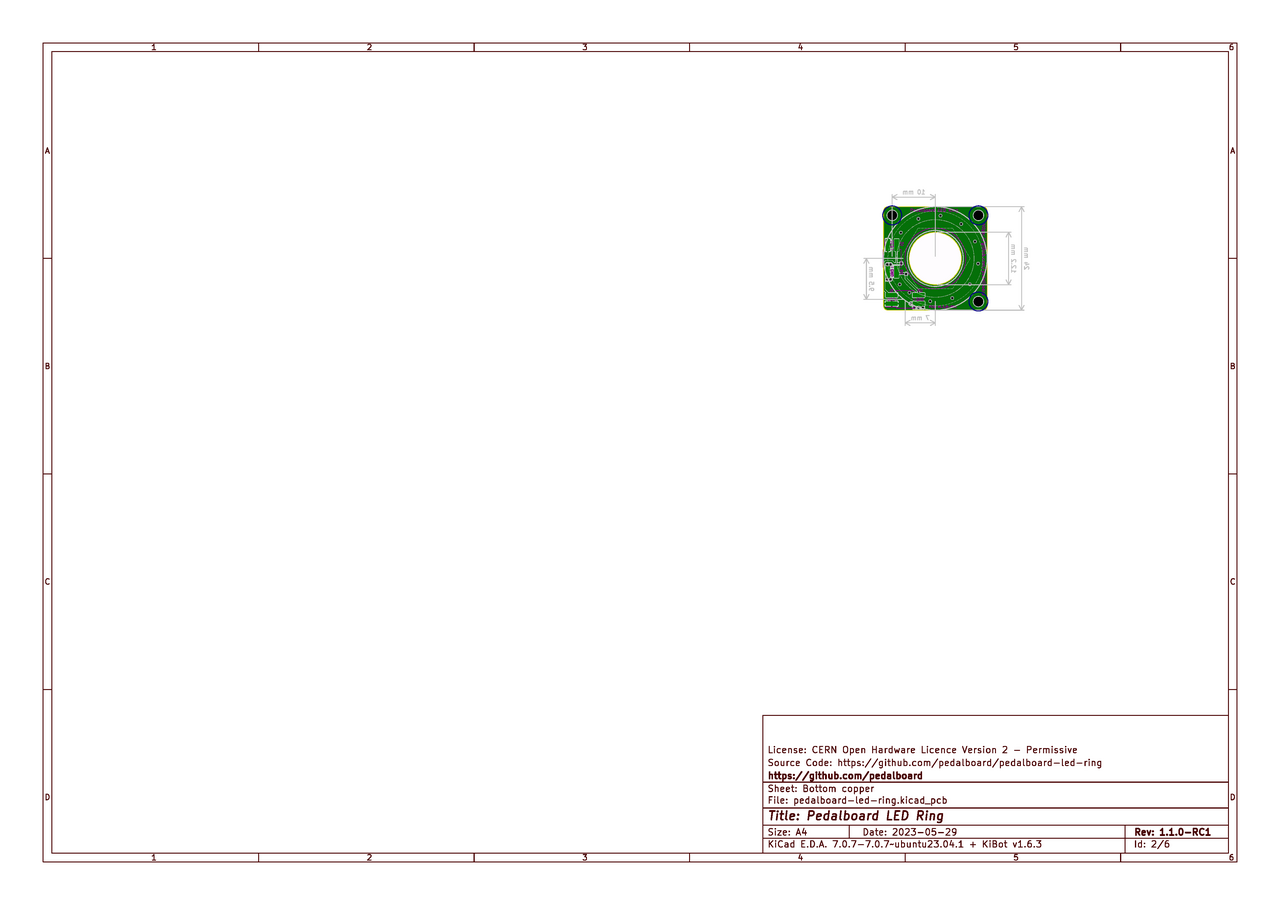 1 2 3 4 5 6
A A
10 mm
12.2 mm
24 mm
9.5 mm
7 mm
B B
C C
License: CERN Open Hardware Licence Version 2 - Permissive
Source Code: https://github.com/pedalboard/pedalboard-led-ring
https://github.com/pedalboard
Sheet: Bottom copper
D D
File: pedalboard-led-ring.kicad_pcb
Title: Pedalboard LED Ring
Size: A4 Date: 2023-05-29 Rev: 1.1.0-RC1
KiCad E.D.A. 7.0.7-7.0.7~ubuntu23.04.1 + KiBot v1.6.3 Id: 2/6
1 2 3 4 5 6